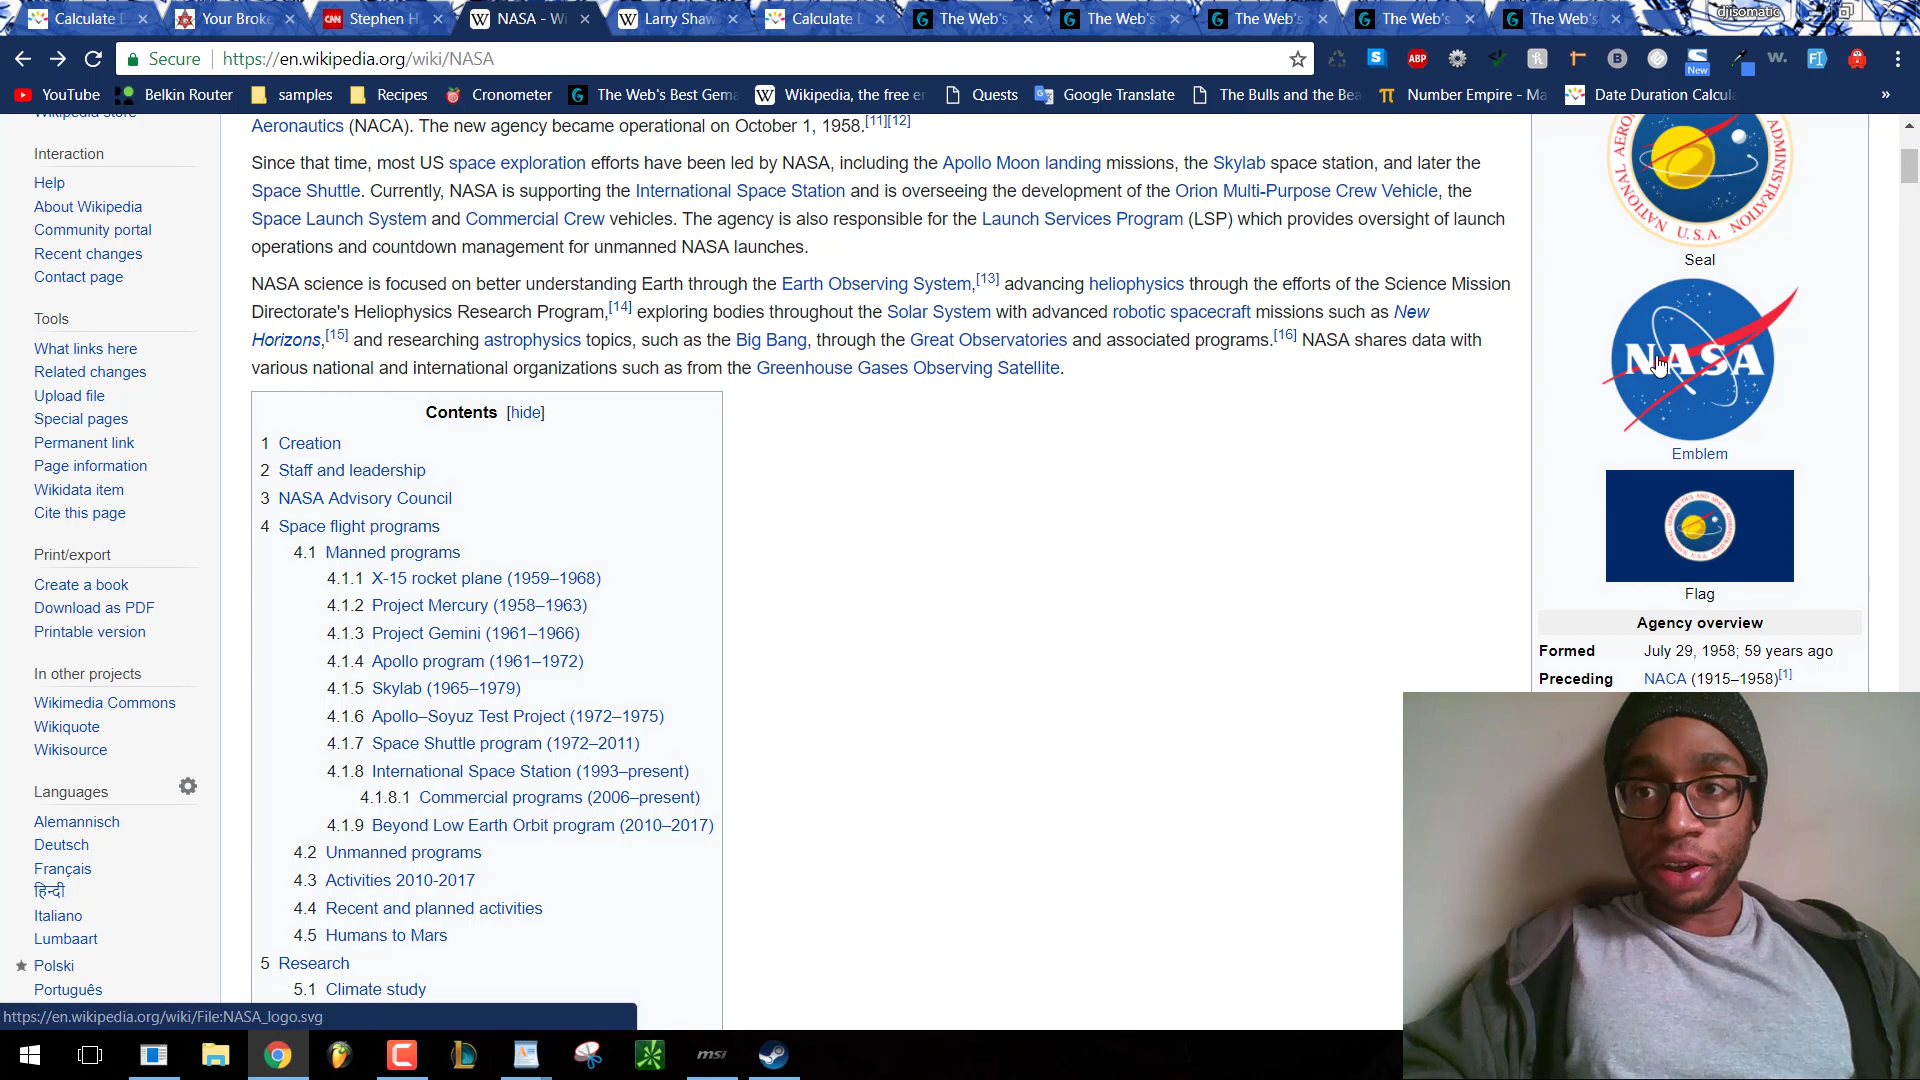 Calculate
Your Broke
Stephen H
NASA - Wi
Larry Shaw
Calculate D
The Web's
The Web's
The Web's
The Web's
The Web's
djisomatic
Secure
https://en.wikipedia.org/wiki/NASA
ABP
New
YouTube
Belkin Router
samples
Recipes
Cronometer
The Web's Best Gema
Wikipedia, the free en
Quests
Google Translate
The Bulls and the Bea
Number Empire - Ma
Date Duration Calcu
»
Interaction
Help
About Wikipedia
Community portal
Recent changes
Contact page
Tools
What links here
Related changes
Upload file
Special pages
Permanent link
Page information
Wikidata item
Cite this page
Print/export
Create a book
Download as PDF
Printable version
In other projects
Wikimedia Commons
Wikiquote
Wikisource
Languages
Alemannisch
Deutsch
Français
हिन्दी
Italiano
Lumbaart
Polski
Português
Aeronautics (NACA). The new agency became operational on October 1, 1958.[11][12]
Since that time, most US space exploration efforts have been led by NASA, including the Apollo Moon landing missions, the Skylab space station, and later the
Space Shuttle. Currently, NASA is supporting the International Space Station and is overseeing the development of the Orion Multi-Purpose Crew Vehicle, the
Space Launch System and Commercial Crew vehicles. The agency is also responsible for the Launch Services Program (LSP) which provides oversight of launch
operations and countdown management for unmanned NASA launches.
NASA science is focused on better understanding Earth through the Earth Observing System,[13] advancing heliophysics through the efforts of the Science Mission
Directorate's Heliophysics Research Program,[14] exploring bodies throughout the Solar System with advanced robotic spacecraft missions such as New
Horizons,[15] and researching astrophysics topics, such as the Big Bang, through the Great Observatories and associated programs.[16] NASA shares data with
various national and international organizations such as from the Greenhouse Gases Observing Satellite.
Contents [hide]
1 Creation
2 Staff and leadership
3 NASA Advisory Council
4 Space flight programs
4.1 Manned programs
4.1.1 X-15 rocket plane (1959–1968)
4.1.2 Project Mercury (1958–1963)
4.1.3 Project Gemini (1961–1966)
4.1.4 Apollo program (1961–1972)
4.1.5 Skylab (1965–1979)
4.1.6 Apollo–Soyuz Test Project (1972–1975)
4.1.7 Space Shuttle program (1972–2011)
4.1.8 International Space Station (1993–present)
4.1.8.1 Commercial programs (2006–present)
4.1.9 Beyond Low Earth Orbit program (2010–2017)
4.2 Unmanned programs
4.3 Activities 2010-2017
4.4 Recent and planned activities
4.5 Humans to Mars
5 Research
5.1 Climate study
ADMINISTRATION
NATIONAL
U.S.A.
Seal
NASA
Emblem
Flag
Agency overview
Formed July 29, 1958; 59 years ago
Preceding NACA (1915–1958)[1]
https://en.wikipedia.org/wiki/File:NASA_logo.svg
msi